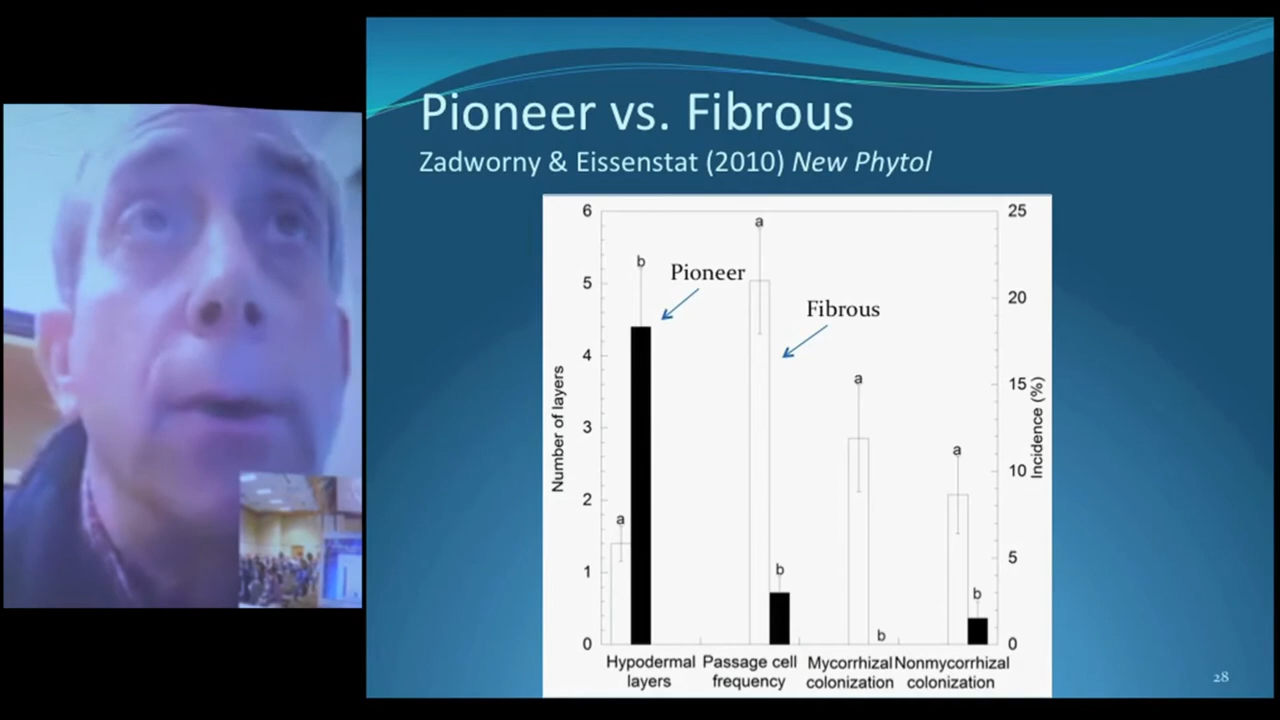 Pioneer vs. Fibrous
Zadworny & Eissenstat (2010) New Phytol
6
5
4
3
2
1
0
Number of layers
25
20
15
10
5
0
Incidence (%)
b
Pioneer
a
Fibrous
a
a
a
b
b
b
Hypodermal layers
Passage cell frequency
Mycorrhizal colonization
Nonmycorrhizal colonization
28